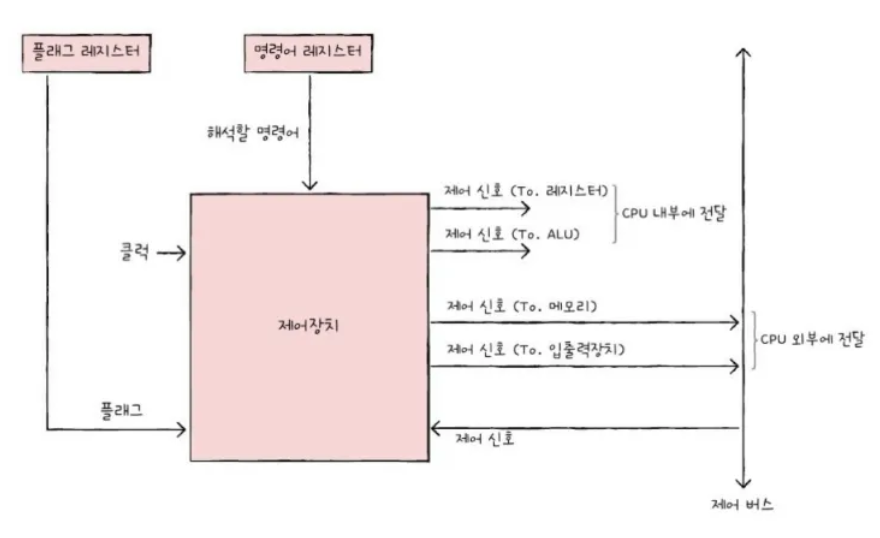 플래그 레지스터
명령어 레지스터
해석할 명령어
제어 신호 (To. 레지스터)
CPU 내부에 전달
제어 신호 (To. ALU)
클럭
제어장치
제어 신호 (To. 메모리)
CPU 외부에 전달
제어 신호 (To. 입출력장치)
플래그
제어 신호
제어 버스